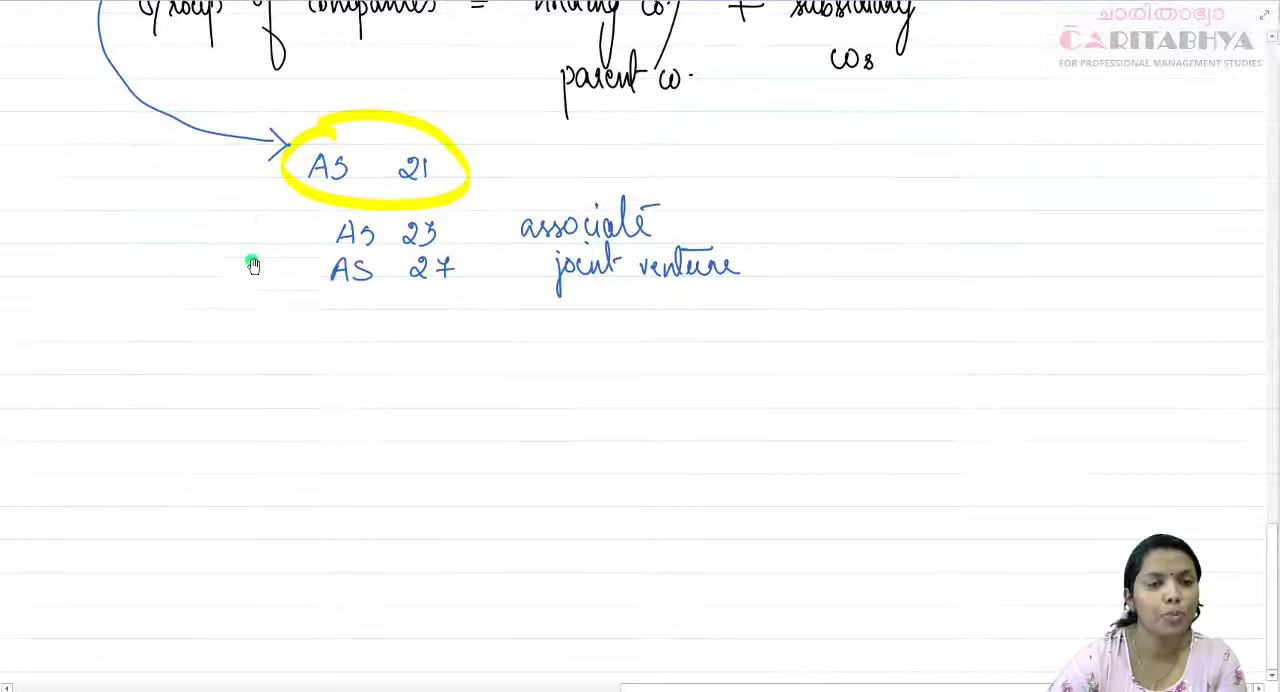 Group of companies = holding co. + subsidiary
cos
parent co.
ചാരിതാഭ്യാ
CARITABHYA
FOR PROFESSIONAL MANAGEMENT STUDIES
AS 21
AS 23 associate
AS 27 joint venture